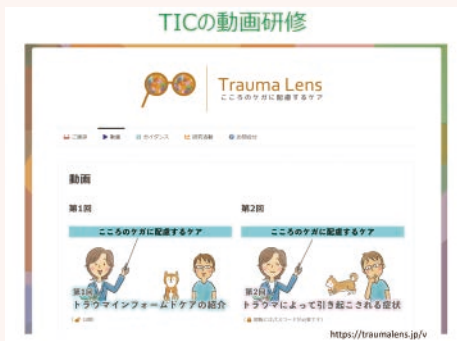 TICの動画研修
Trauma Lens
こころのケガに配慮するケア
動画 ガイダンス 研究活動 お問合せ
動画
第1回 第2回
こころのケガに配慮するケア こころのケガに配慮するケア
第1回 第2回
トラウマインフォームドケアの紹介 トラウマによって引き起こされる症状
https://traumalens.jp/v